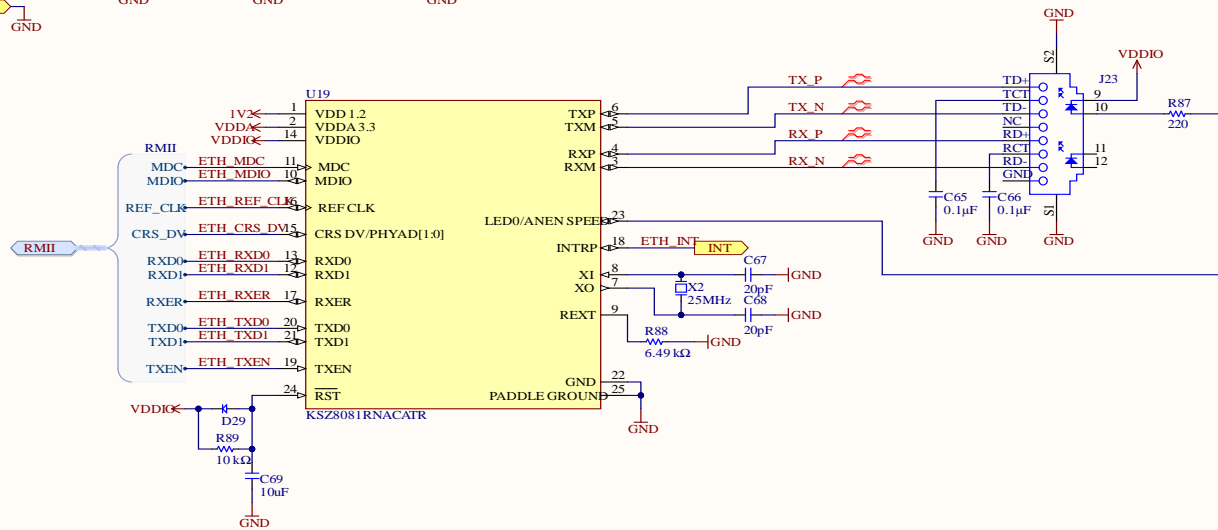 GND GND GND GND
GND
S2
VDDIO
J23
U19
TX_P TD+
TCT 9
1V2 1 VDD 1.2 TXP 6
TX_N TD- 10 R87
VDDA 2 VDDA 3.3 TXM 5
NC 220
VDDIO 14 VDDIO
RX_P RD+
RMII
RXP 4 RCT 11
MDC ETH_MDC 11 MDC RXM 3 RX_N RD- 12
MDIO ETH_MDIO 10 MDIO GND
C65 C66
REF_CLK ETH_REF_CLK 16 REF CLK 0.1µF 0.1µF S1
LED0/ANEN SPEED 23
CRS_DV ETH_CRS_DV 15 CRS DV/PHYAD[1:0]
GND GND GND
RMII INTRP 18 ETH_INT INT
RXD0 ETH_RXD0 13 RXD0 C67
RXD1 ETH_RXD1 12 RXD1 XI 8 GND
XO 7 X2 20pF
RXER ETH_RXER 17 RXER 25MHz
C68
REXT 9 GND
TXD0 ETH_TXD0 20 TXD0 R88 20pF
TXD1 ETH_TXD1 21 TXD1 GND
6.49 kΩ
TXEN ETH_TXEN 19 TXEN
GND 22
24 RST PADDLE GROUND 25
VDDIO KSZ8081RNACATR
D29 GND
R89
10 kΩ
C69
10uF
GND